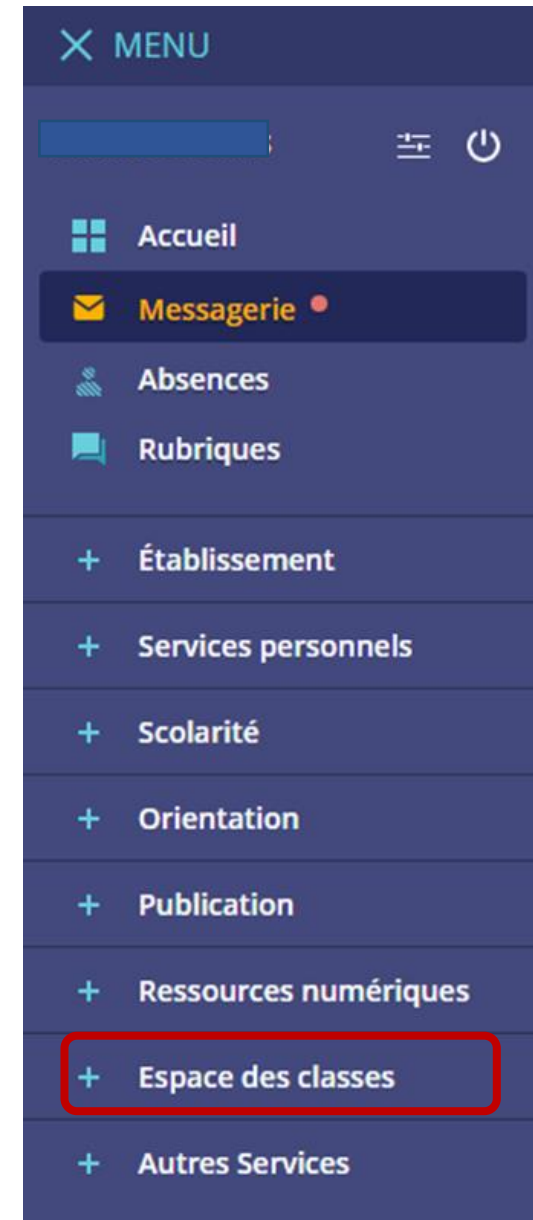 MENU
Accueil
Messagerie
Absences
Rubriques
Établissement
Services personnels
Scolarité
Orientation
Publication
Ressources numériques
Espace des classes
Autres Services